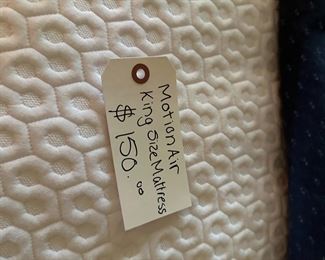 Motion Air
King Size Mattress
$150.00